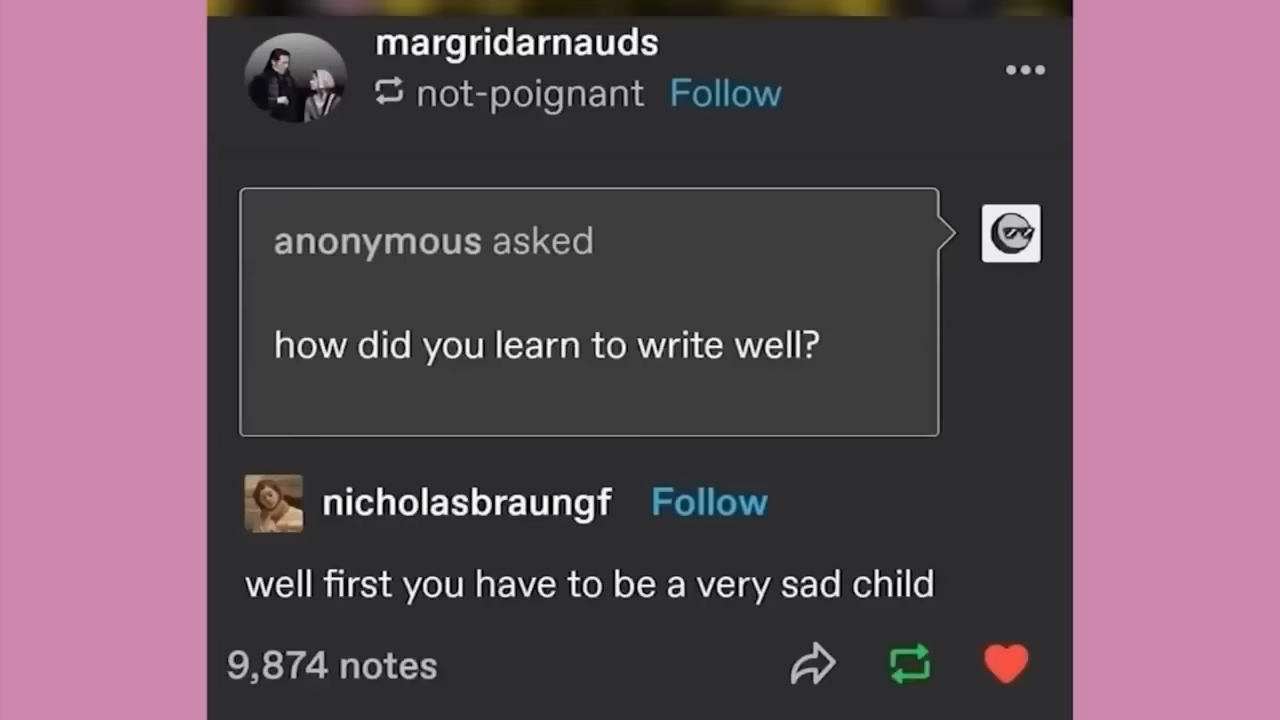 margridarnauds
not-poignant Follow
anonymous asked
how did you learn to write well?
nicholasbraungf Follow
well first you have to be a very sad child
9,874 notes